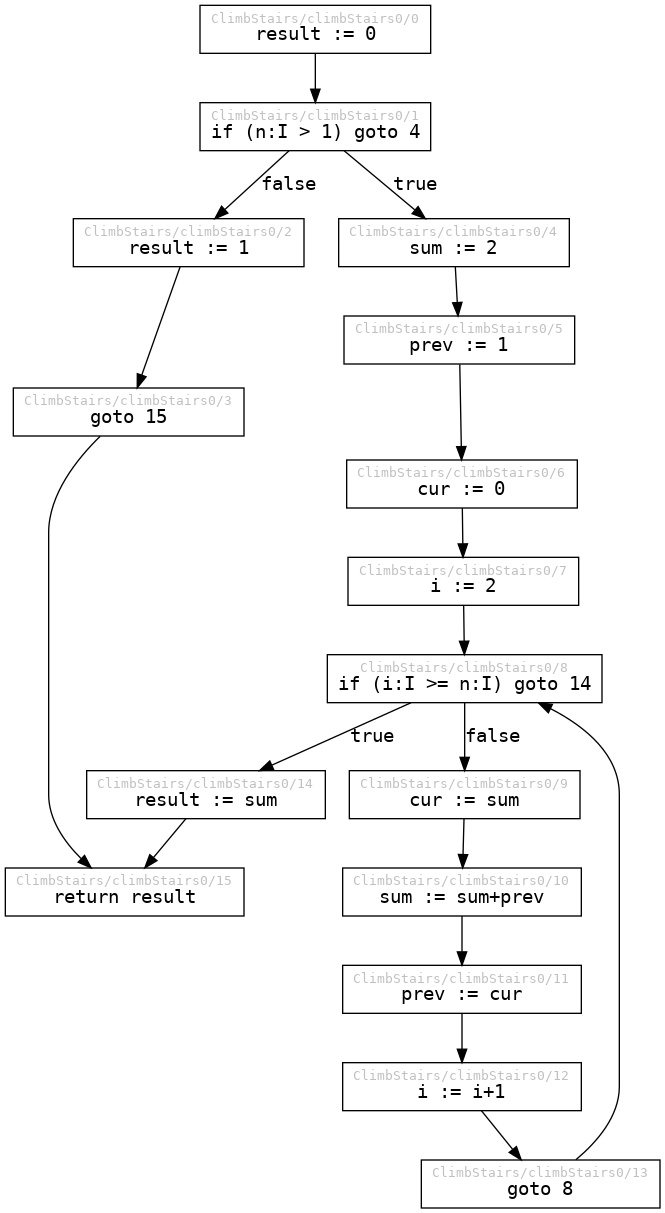 ClimbStairs/climbStairs0/0
result := 0
ClimbStairs/climbStairs0/1
if (n:I > 1) goto 4
false
true
ClimbStairs/climbStairs0/2
result := 1
ClimbStairs/climbStairs0/4
sum := 2
ClimbStairs/climbStairs0/5
prev := 1
ClimbStairs/climbStairs0/3
goto 15
ClimbStairs/climbStairs0/6
cur := 0
ClimbStairs/climbStairs0/7
i := 2
ClimbStairs/climbStairs0/8
if (i:I >= n:I) goto 14
true
false
ClimbStairs/climbStairs0/14
result := sum
ClimbStairs/climbStairs0/9
cur := sum
ClimbStairs/climbStairs0/15
return result
ClimbStairs/climbStairs0/10
sum := sum+prev
ClimbStairs/climbStairs0/11
prev := cur
ClimbStairs/climbStairs0/12
i := i+1
ClimbStairs/climbStairs0/13
goto 8